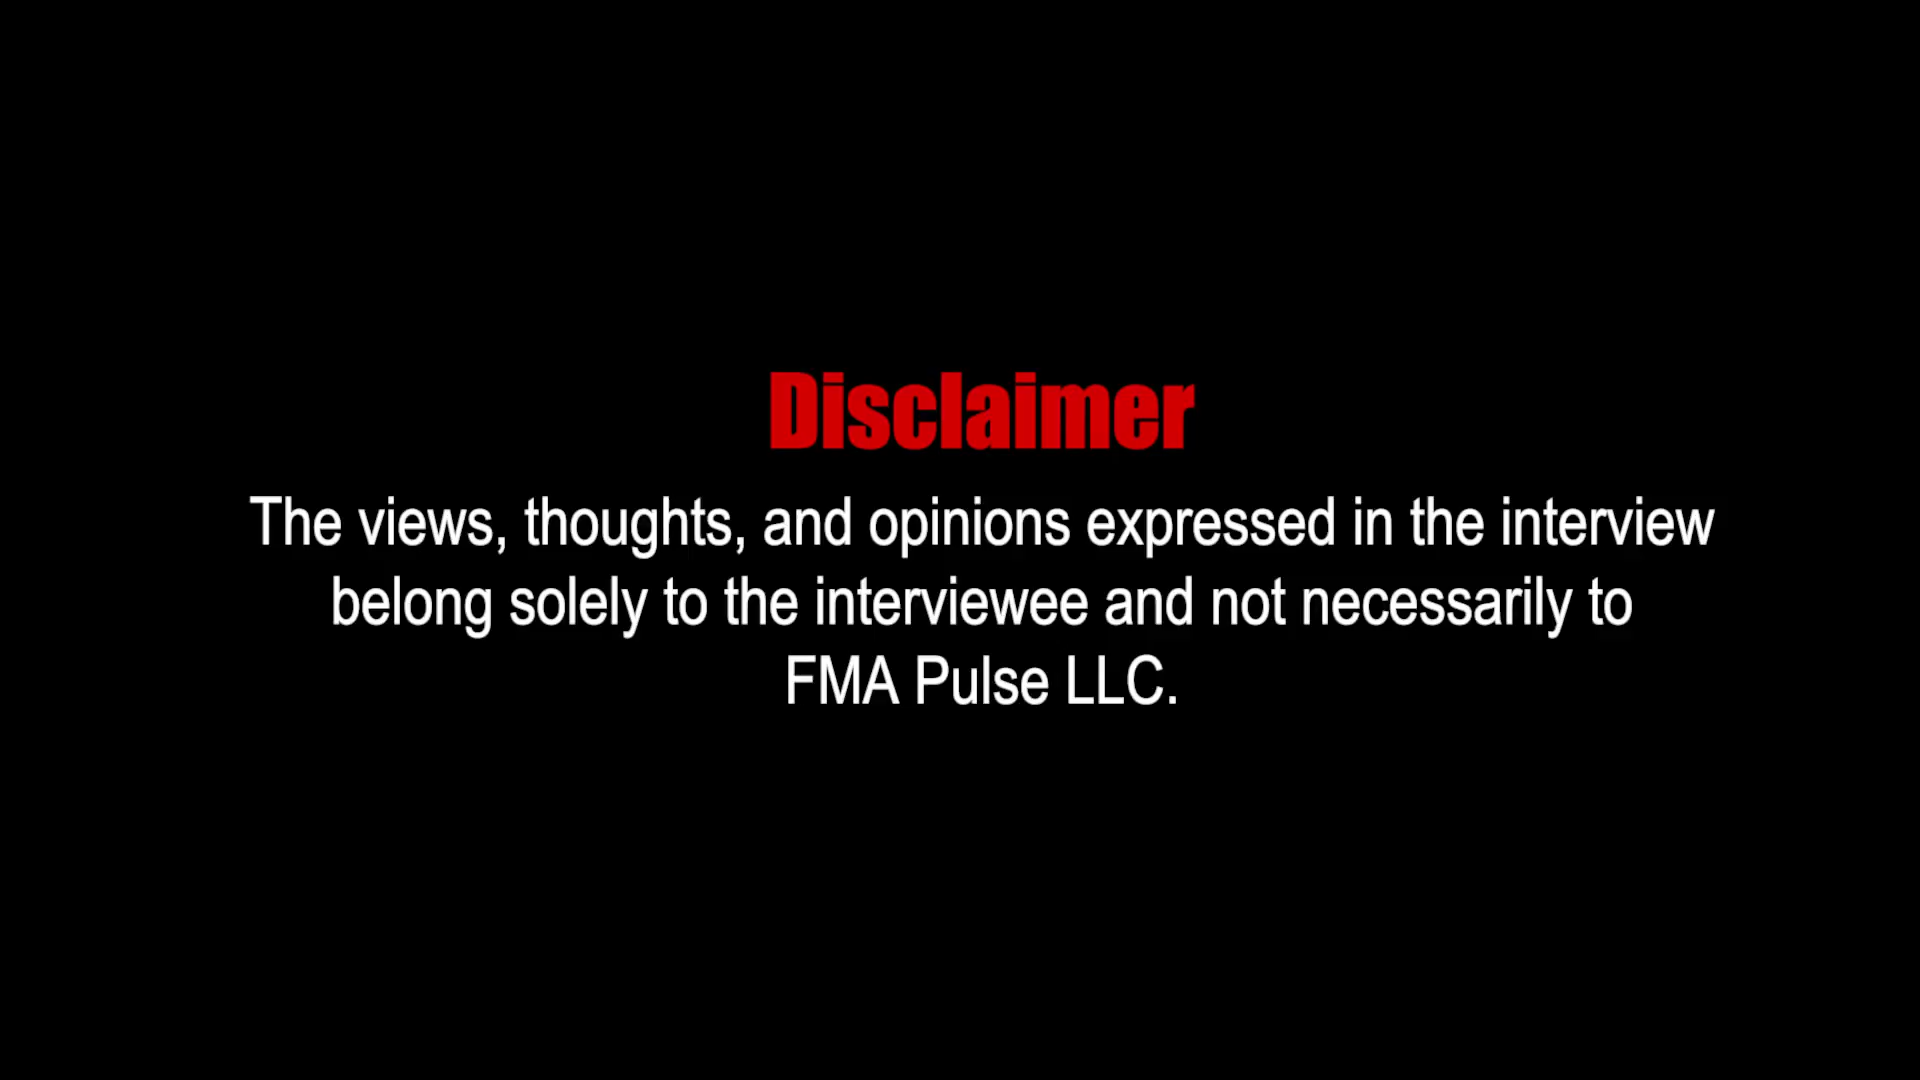 Disclaimer
The views, thoughts, and opinions expressed in the interview
belong solely to the interviewee and not necessarily to
FMA Pulse LLC.